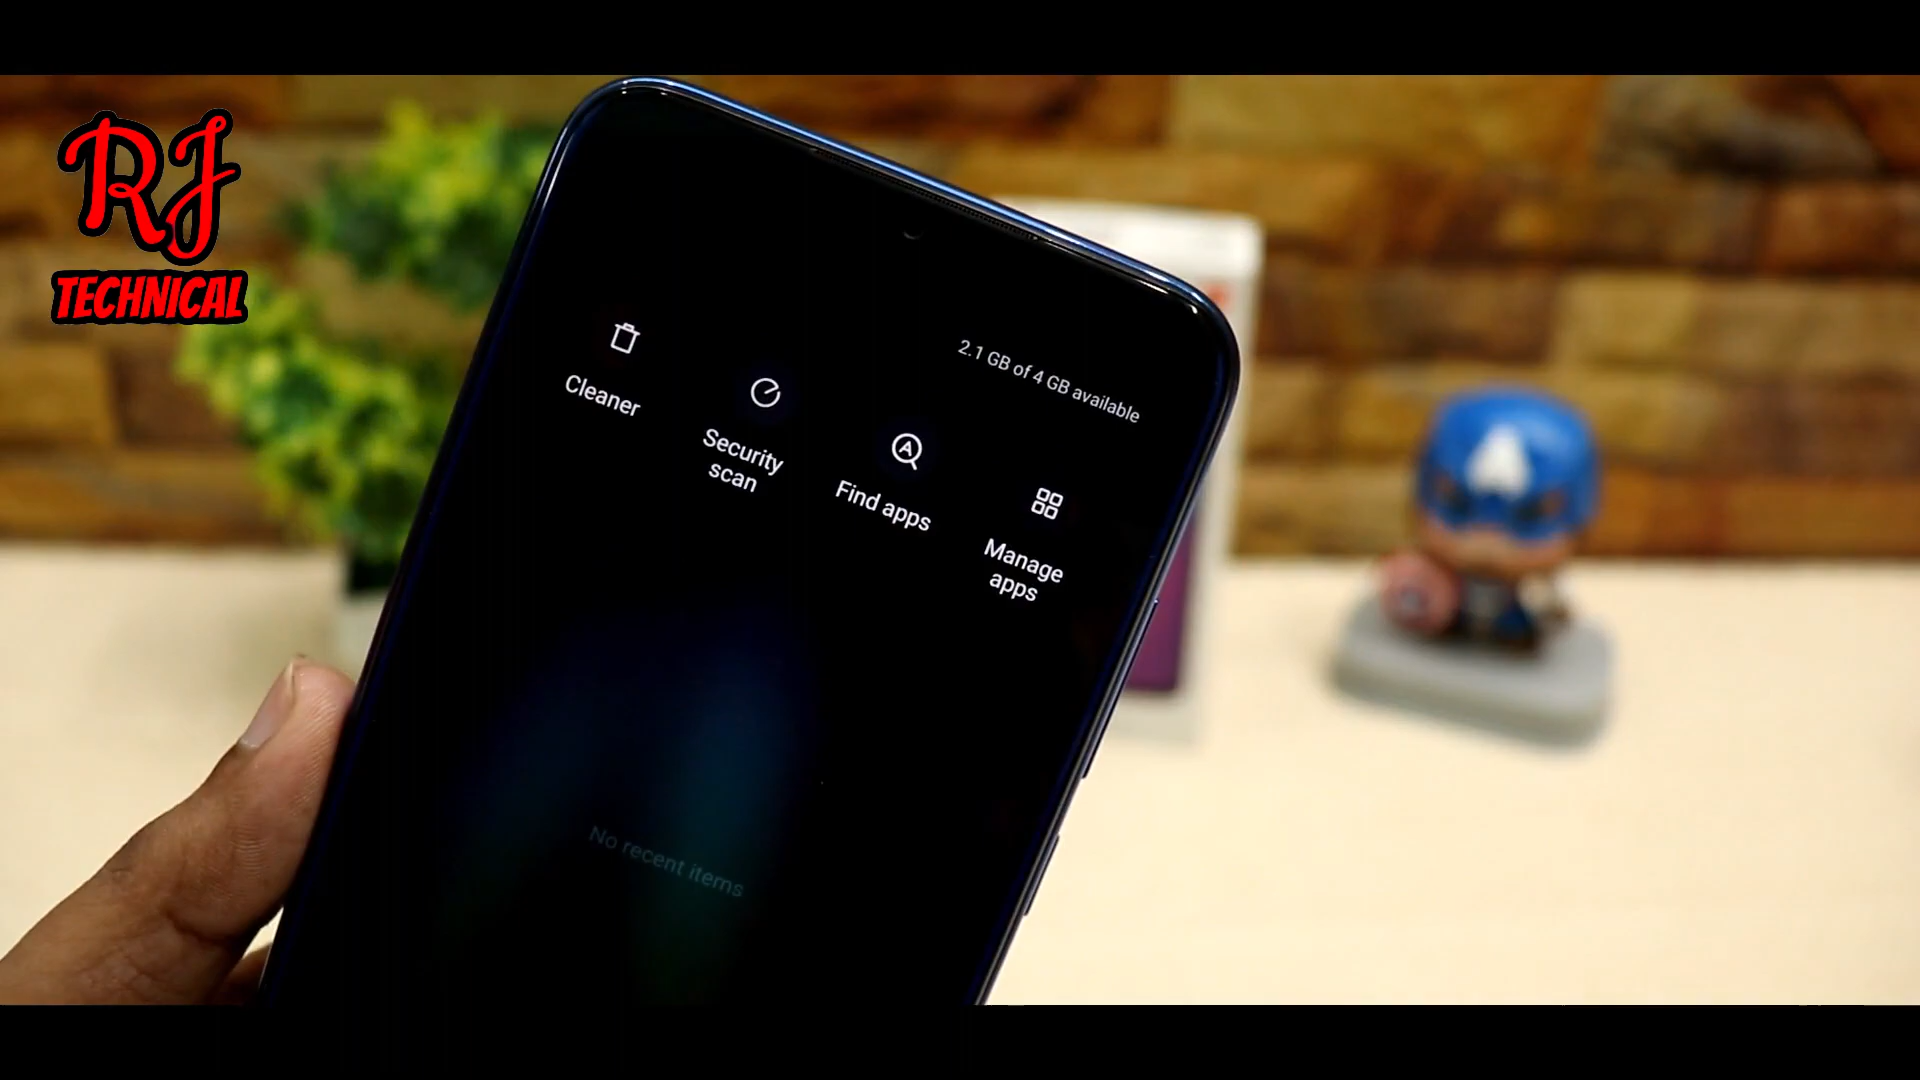 RJ
TECHNICAL
2.1 GB of 4 GB available
Cleaner
Security
scan
Find apps
Manage
apps
No recent items